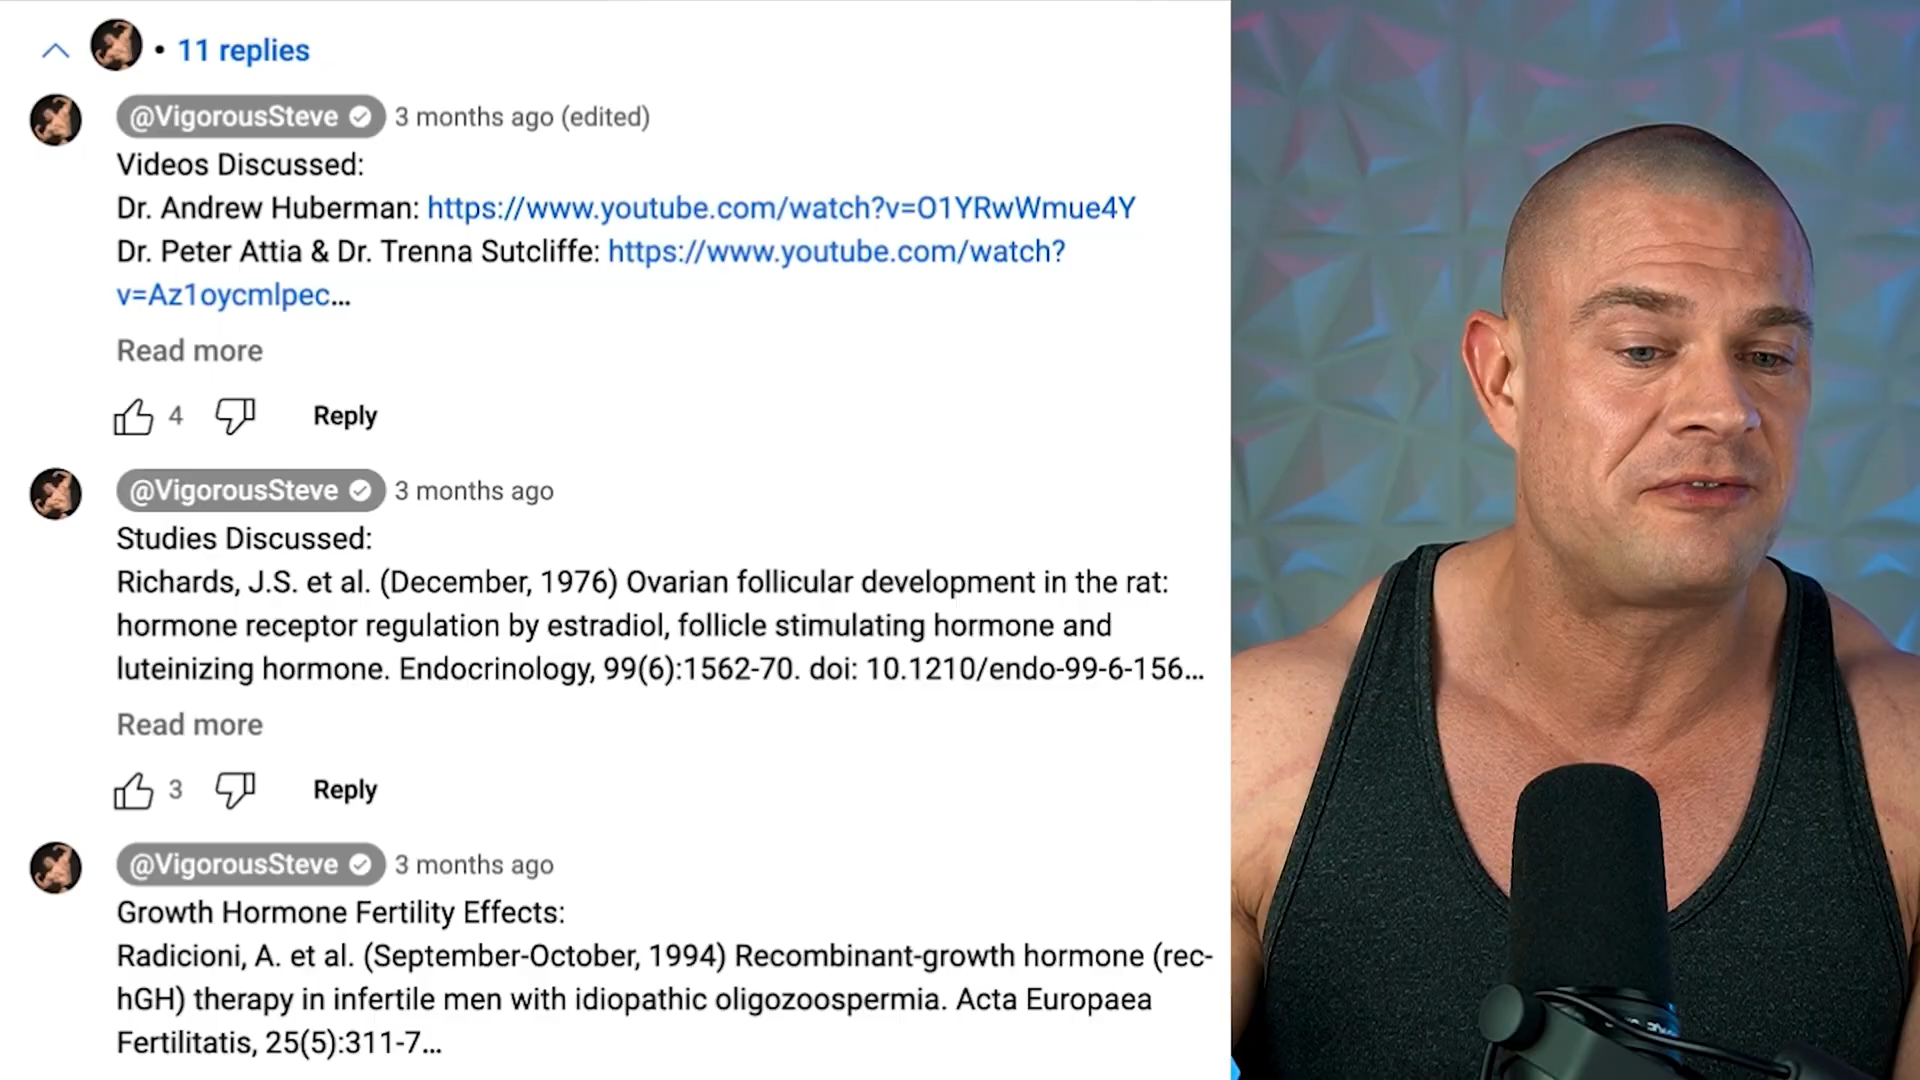 11 replies
@VigorousSteve 3 months ago (edited)
Videos Discussed:
Dr. Andrew Huberman: https://www.youtube.com/watch?v=O1YRwWmue4Y
Dr. Peter Attia & Dr. Trenna Sutcliffe: https://www.youtube.com/watch?
v=Az1oycmlpec...
Read more
4 Reply
@VigorousSteve 3 months ago
Studies Discussed:
Richards, J.S. et al. (December, 1976) Ovarian follicular development in the rat:
hormone receptor regulation by estradiol, follicle stimulating hormone and
luteinizing hormone. Endocrinology, 99(6):1562-70. doi: 10.1210/endo-99-6-156...
Read more
3 Reply
@VigorousSteve 3 months ago
Growth Hormone Fertility Effects:
Radicioni, A. et al. (September-October, 1994) Recombinant-growth hormone (rec-
hGH) therapy in infertile men with idiopathic oligozoospermia. Acta Europaea
Fertilitatis, 25(5):311-7...